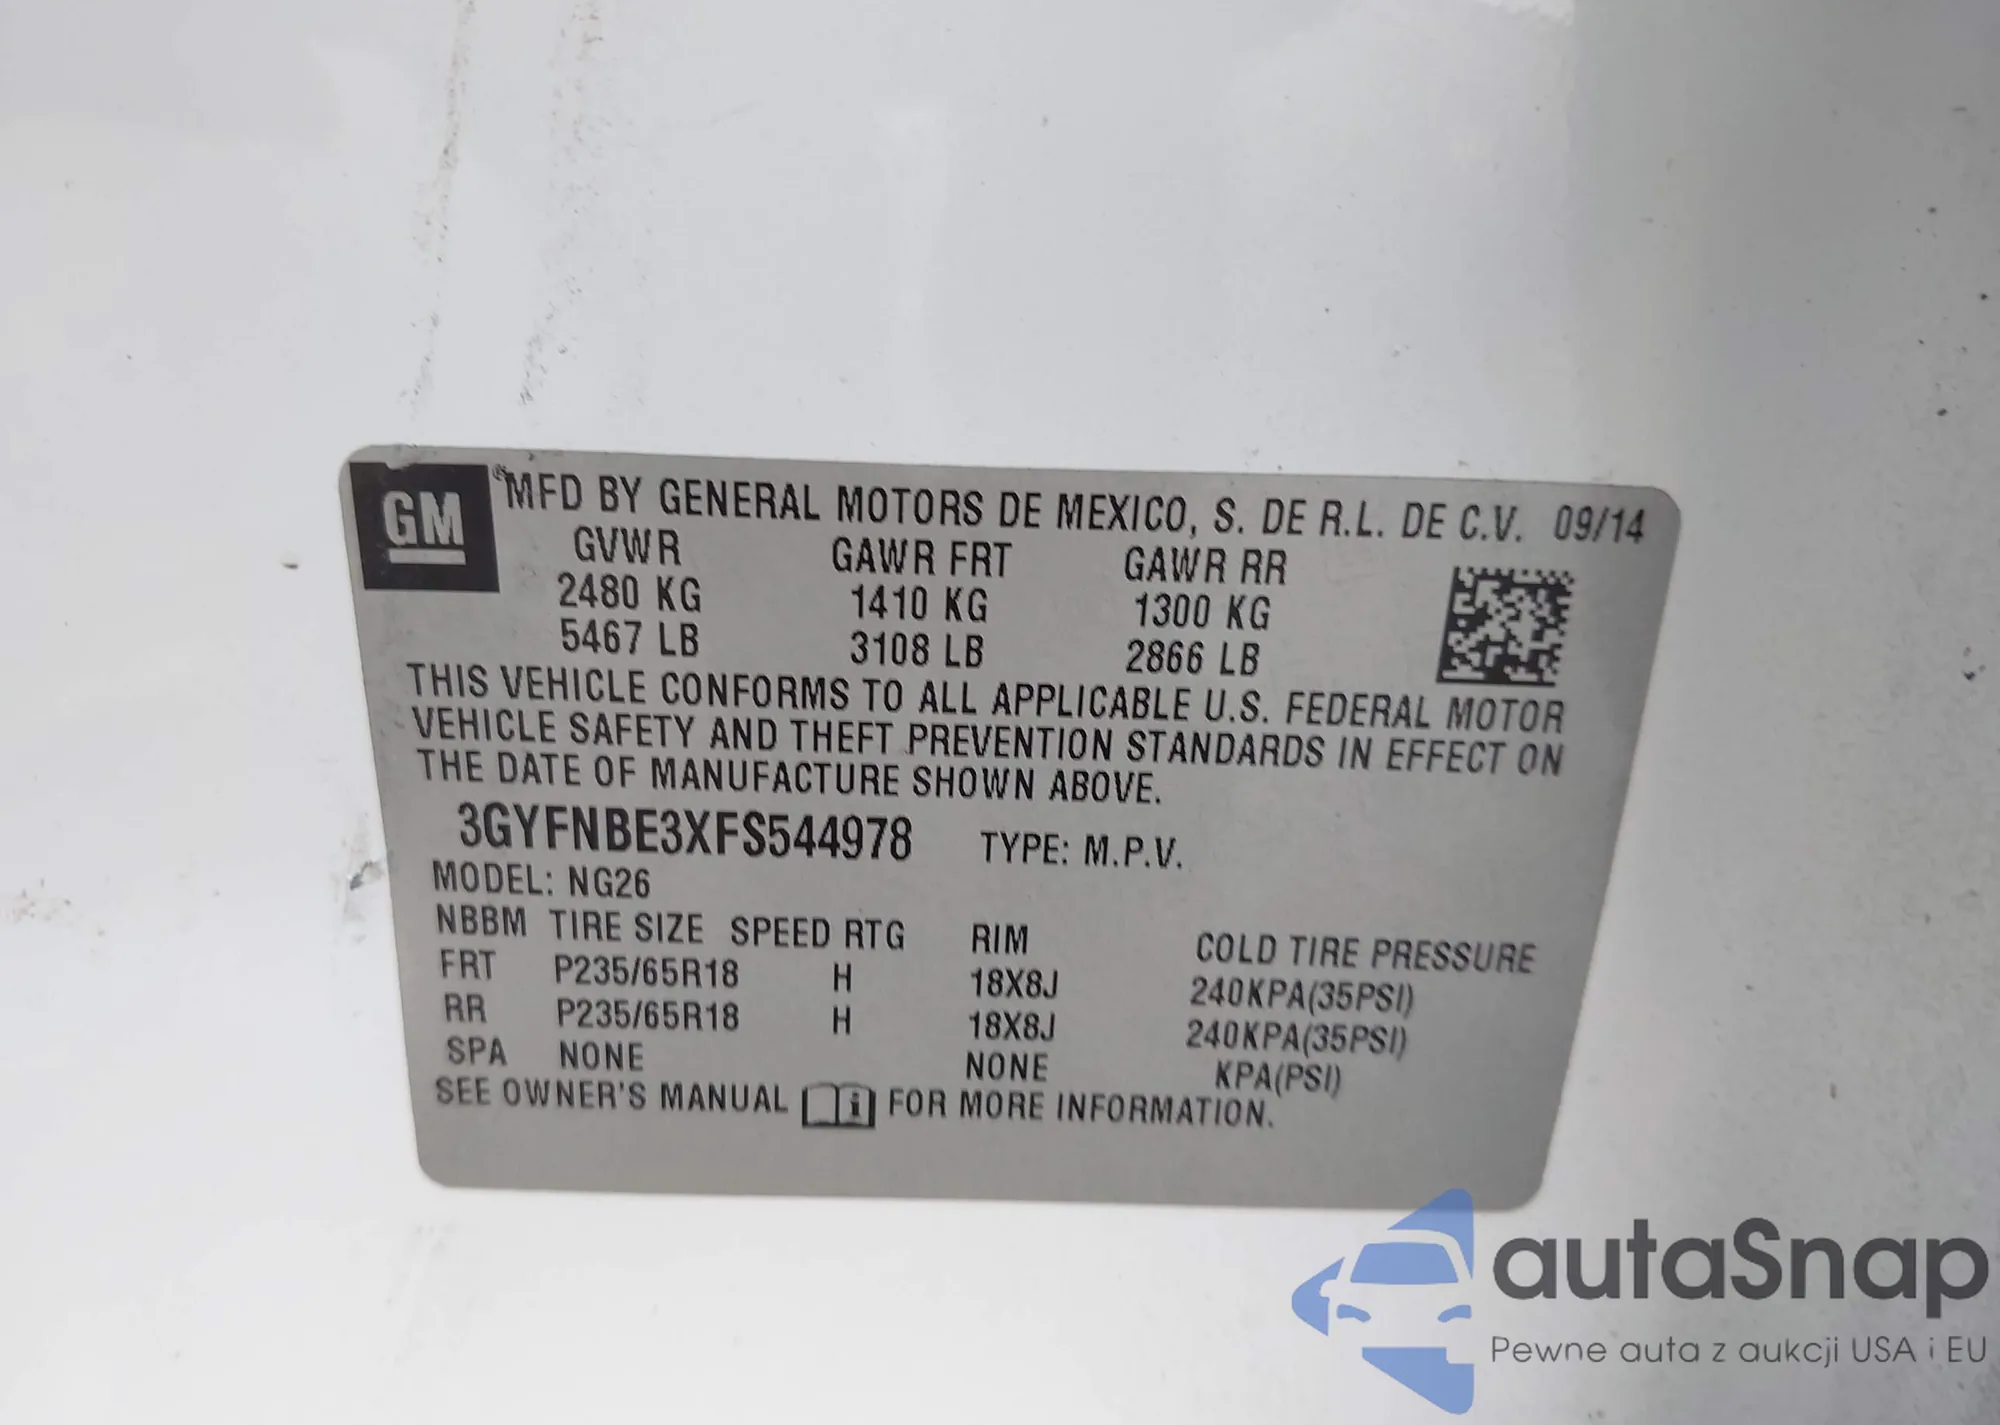 GM
MFD BY GENERAL MOTORS DE MEXICO, S. DE R.L. DE C.V. 09/14
GVWR GAWR FRT GAWR RR
2480 KG 1410 KG 1300 KG
5467 LB 3108 LB 2866 LB
THIS VEHICLE CONFORMS TO ALL APPLICABLE U.S. FEDERAL MOTOR
VEHICLE SAFETY AND THEFT PREVENTION STANDARDS IN EFFECT ON
THE DATE OF MANUFACTURE SHOWN ABOVE.
3GYFNBE3XFS544978 TYPE: M.P.V.
MODEL: NG26
NBBM TIRE SIZE SPEED RTG RIM COLD TIRE PRESSURE
FRT P235/65R18 H 18X8J 240KPA(35PSI)
RR P235/65R18 H 18X8J 240KPA(35PSI)
SPA NONE NONE KPA(PSI)
SEE OWNER'S MANUAL FOR MORE INFORMATION.
autaSnap
Pewne auta z aukcji USA i EU